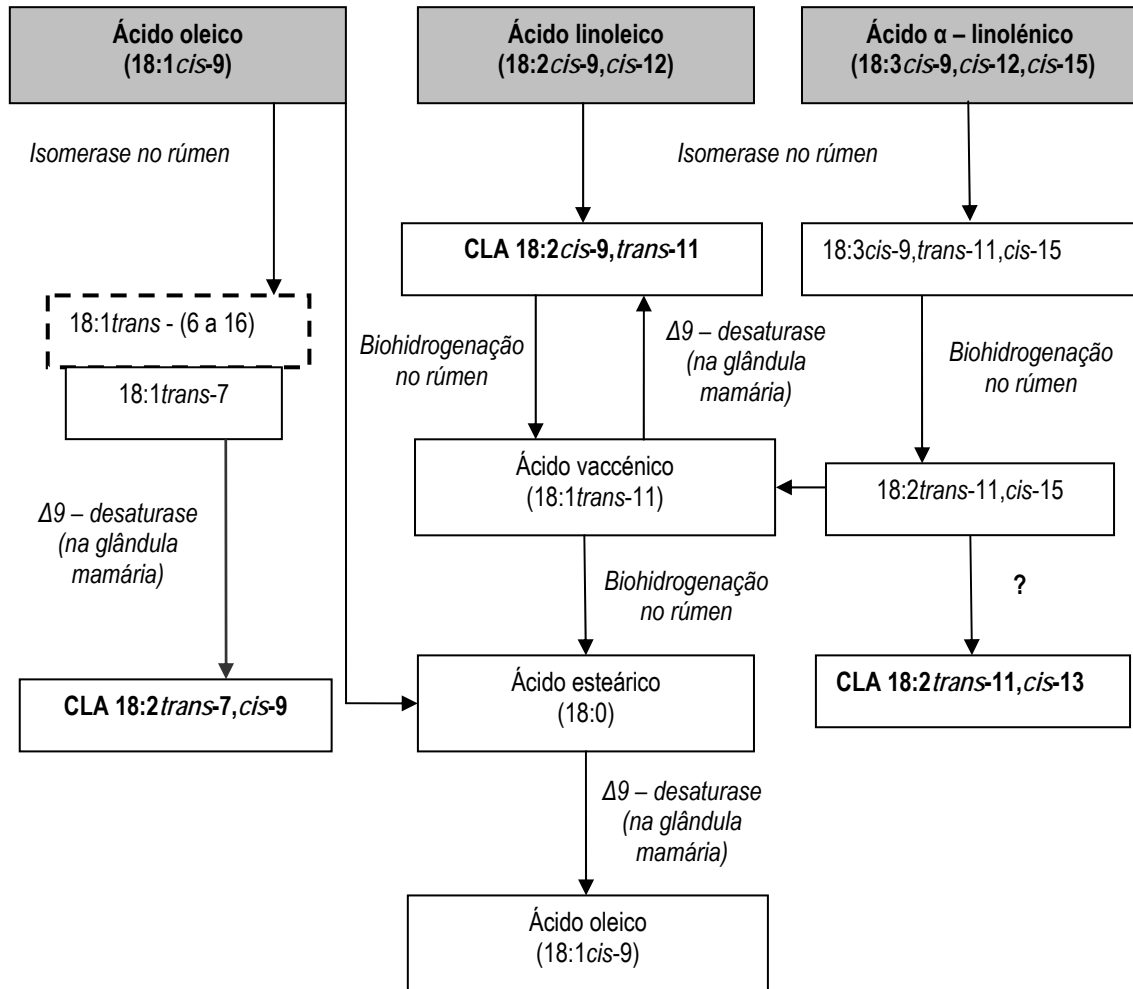 Ácido oleico
(18:1cis-9)
Ácido linoleico
(18:2cis-9,cis-12)
Ácido α – linolénico
(18:3cis-9,cis-12,cis-15)
Isomerase no rúmen
Isomerase no rúmen
CLA 18:2cis-9,trans-11
18:3cis-9,trans-11,cis-15
18:1trans - (6 a 16)
18:1trans-7
Biohidrogenação
no rúmen
Δ9 – desaturase
(na glândula
mamária)
Biohidrogenação
no rúmen
Ácido vaccénico
(18:1trans-11)
18:2trans-11,cis-15
Δ9 – desaturase
(na glândula
mamária)
Biohidrogenação
no rúmen
?
CLA 18:2trans-7,cis-9
Ácido esteárico
(18:0)
CLA 18:2trans-11,cis-13
Δ9 – desaturase
(na glândula
mamária)
Ácido oleico
(18:1cis-9)